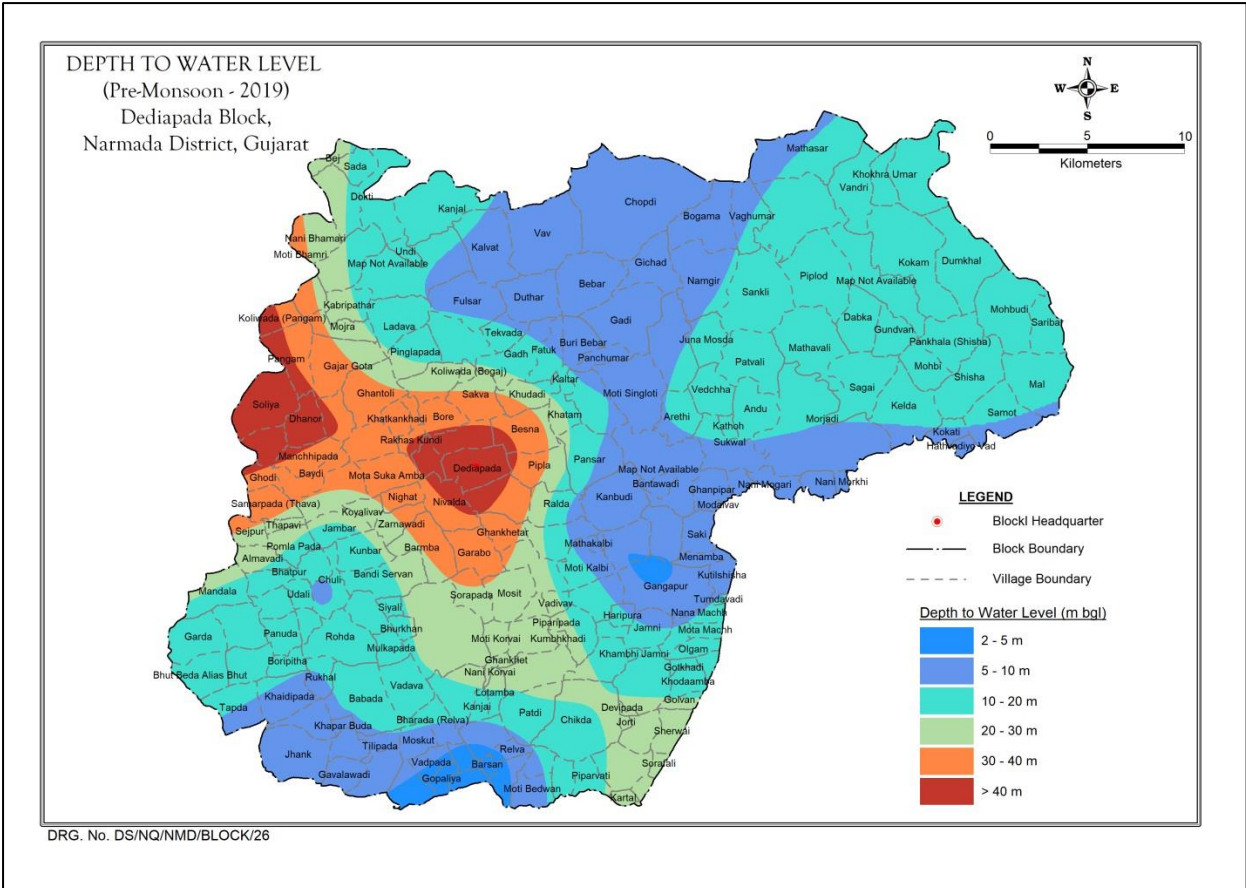 DEPTH TO WATER LEVEL
(Pre-Monsoon - 2019)
Dediapada Block,
Narmada District, Gujarat
N
W E
S
0 5 10
Kilometers
Mathasar
Boj
Sada
Khokhra Umar
Vandri
Dokti
Chopdi
Kanjal
Bogama
Vaghumar
Vav
Nani Bhamari
Kalvat
Undi
Moti Bhamri
Map Not Available
Gichad
Kokam
Dumkhal
Piplod
Map Not Available
Namgir
Bebar
Sankli
Fulsar
Duthar
Kabripathar
Mohbudi
Koliwada (Pangam)
Gadi
Dabka
Saribar
Mojra
Ladava
Gundvan
Tekvada
Juna Mosda
Buri Bebar
Pankhala (Shisha)
Pinglapada
Gadh
Fatuk
Mathavali
Pangam
Panchumar
Gajar Gota
Patvali
Mohbi
Koliwada (Bogaj)
Kaltar
Shisha
Mal
Ghantoli
Sakva
Khudadi
Moti Singloti
Vedchha
Sagai
Soliya
Andu
Kelda
Dhanor
Khatkankhadi
Bore
Khatam
Arethi
Morjadi
Samot
Besna
Kathoh
Kokati
Rakhas Kundi
Sukwal
Hathindiyo Vad
Manchhipada
Pansar
Dediapada
Pipla
Map Not Available
Ghodi
Baydi
Mota Suka Amba
Bantawadi
Nani Mogari
Nani Morkhi
Ghanpipar
Nighat
Nivalda
Kanbudi
Samarpada (Thava)
Ralda
Modalvav
Koyalivav
Sejpur
Thapavi
Jambar
Zarnawadi
Ghankhetar
Saki
Pomla Pada
Kunbar
Barmba
Garabo
Mathakalbi
Almavadi
Menamba
Bhatpur
Bandi Servan
Moti Kalbi
Chuli
Kutilshisha
Gangapur
Mandala
Udali
Sorapada
Mosit
Turndavadi
Siyali
Vadivav
Nana Machh
Haripura
Garda
Panuda
Rohda
Bhurkhan
Piparipada
Jamni
Mota Machh
Moti Korvai
Kumbhkhadi
Mulkapada
Olgam
Khambhi Jamni
Boripitha
Ghankhet
Gotkhadi
Bhut Beda Alias Bhut
Rukhal
Nani Korvai
Khodaamba
Vadava
Khaidipada
Lotamba
Golvan
Babada
Tapda
Kanjai
Patdi
Devipada
Chikda
Jorti
Khapar Buda
Bharada (Relva)
Sherwai
Moskut
Tilipada
Relva
Jhank
Vadpada
Barsan
Soratali
Gavalawadi
Gopaliya
Piparvati
Moti Bedwan
Kartal
LEGEND
Blockl Headquarter
Block Boundary
Village Boundary
Depth to Water Level (m bgl)
2 - 5 m
5 - 10 m
10 - 20 m
20 - 30 m
30 - 40 m
> 40 m
DRG. No. DS/NQ/NMD/BLOCK/26